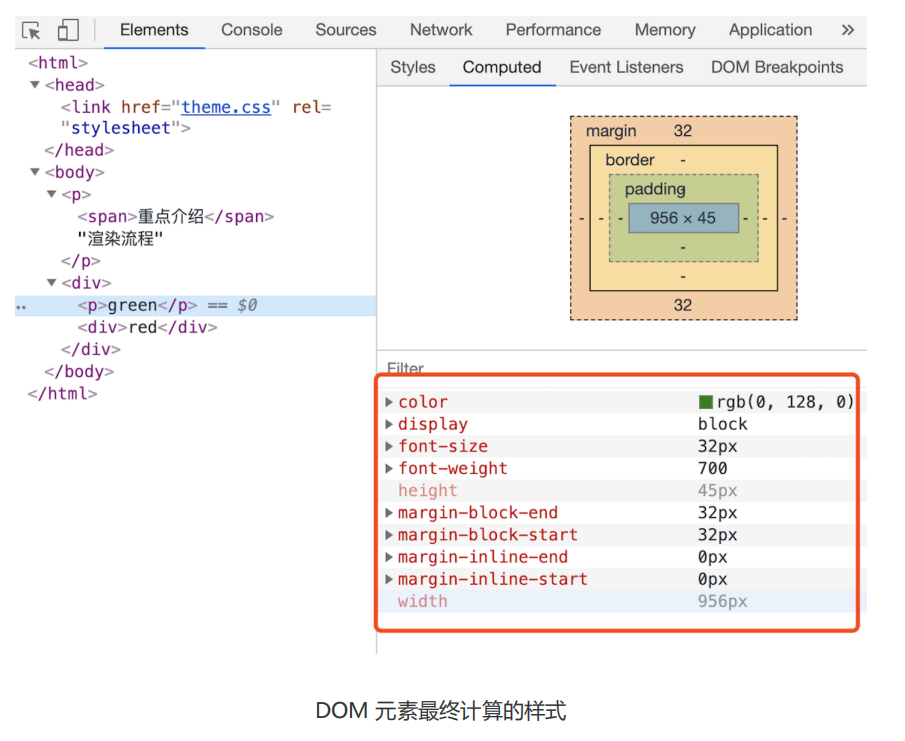 Elements Console Sources Network Performance Memory Application »
Styles Computed Event Listeners DOM Breakpoints
<html>
<head>
<link href="theme.css" rel=
"stylesheet">
</head>
<body>
<p>
<span>重点介绍</span>
"渲染流程"
</p>
<div>
<p>green</p> == $0
<div>red</div>
</div>
</body>
</html>
margin 32
border -
padding -
- - - 956 × 45 - - -
-
-
32
Filter
color rgb(0, 128, 0)
display block
font-size 32px
font-weight 700
height 45px
margin-block-end 32px
margin-block-start 32px
margin-inline-end 0px
margin-inline-start 0px
width 956px
DOM 元素最终计算的样式